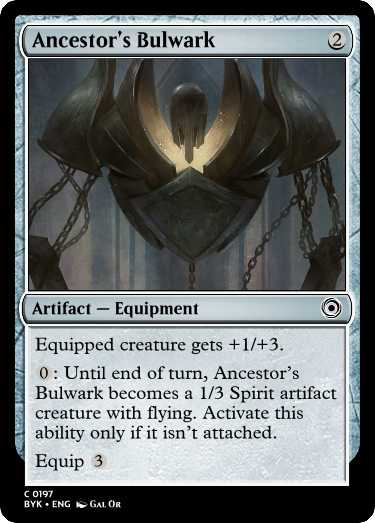 Ancestor's Bulwark 2
Artifact — Equipment
Equipped creature gets +1/+3.
0: Until end of turn, Ancestor's
Bulwark becomes a 1/3 Spirit artifact
creature with flying. Activate this
ability only if it isn't attached.
Equip 3
C 0197
BYK • ENG Gal Or